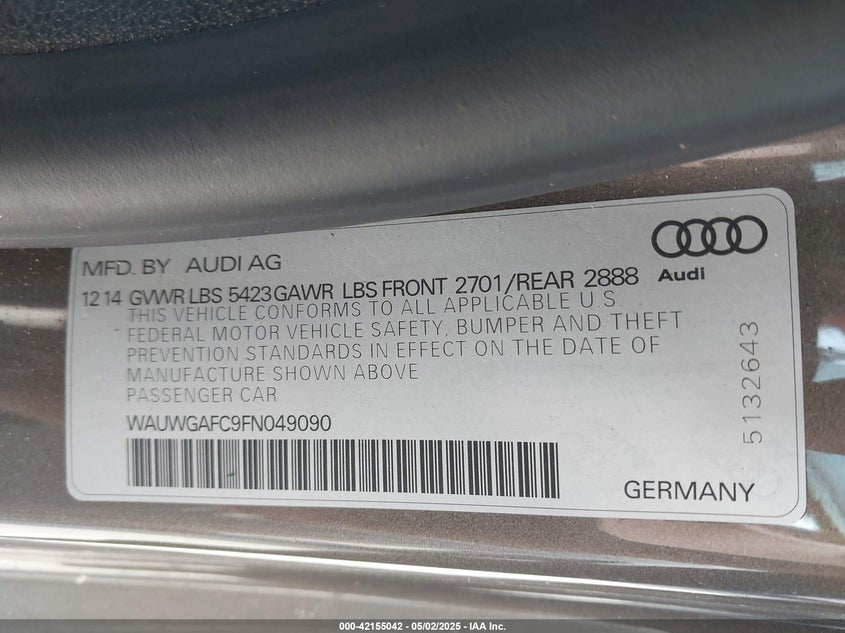 MFD. BY AUDI AG
Audi
12 14 GVWR LBS 5423 GAWR LBS FRONT 2701/REAR 2888
THIS VEHICLE CONFORMS TO ALL APPLICABLE U.S.
FEDERAL MOTOR VEHICLE SAFETY, BUMPER AND THEFT
PREVENTION STANDARDS IN EFFECT ON THE DATE OF
MANUFACTURE SHOWN ABOVE
PASSENGER CAR
WAUWGAFC9FN049090
5132643
GERMANY
000-42155042 - 05/02/2025 - IAA Inc.